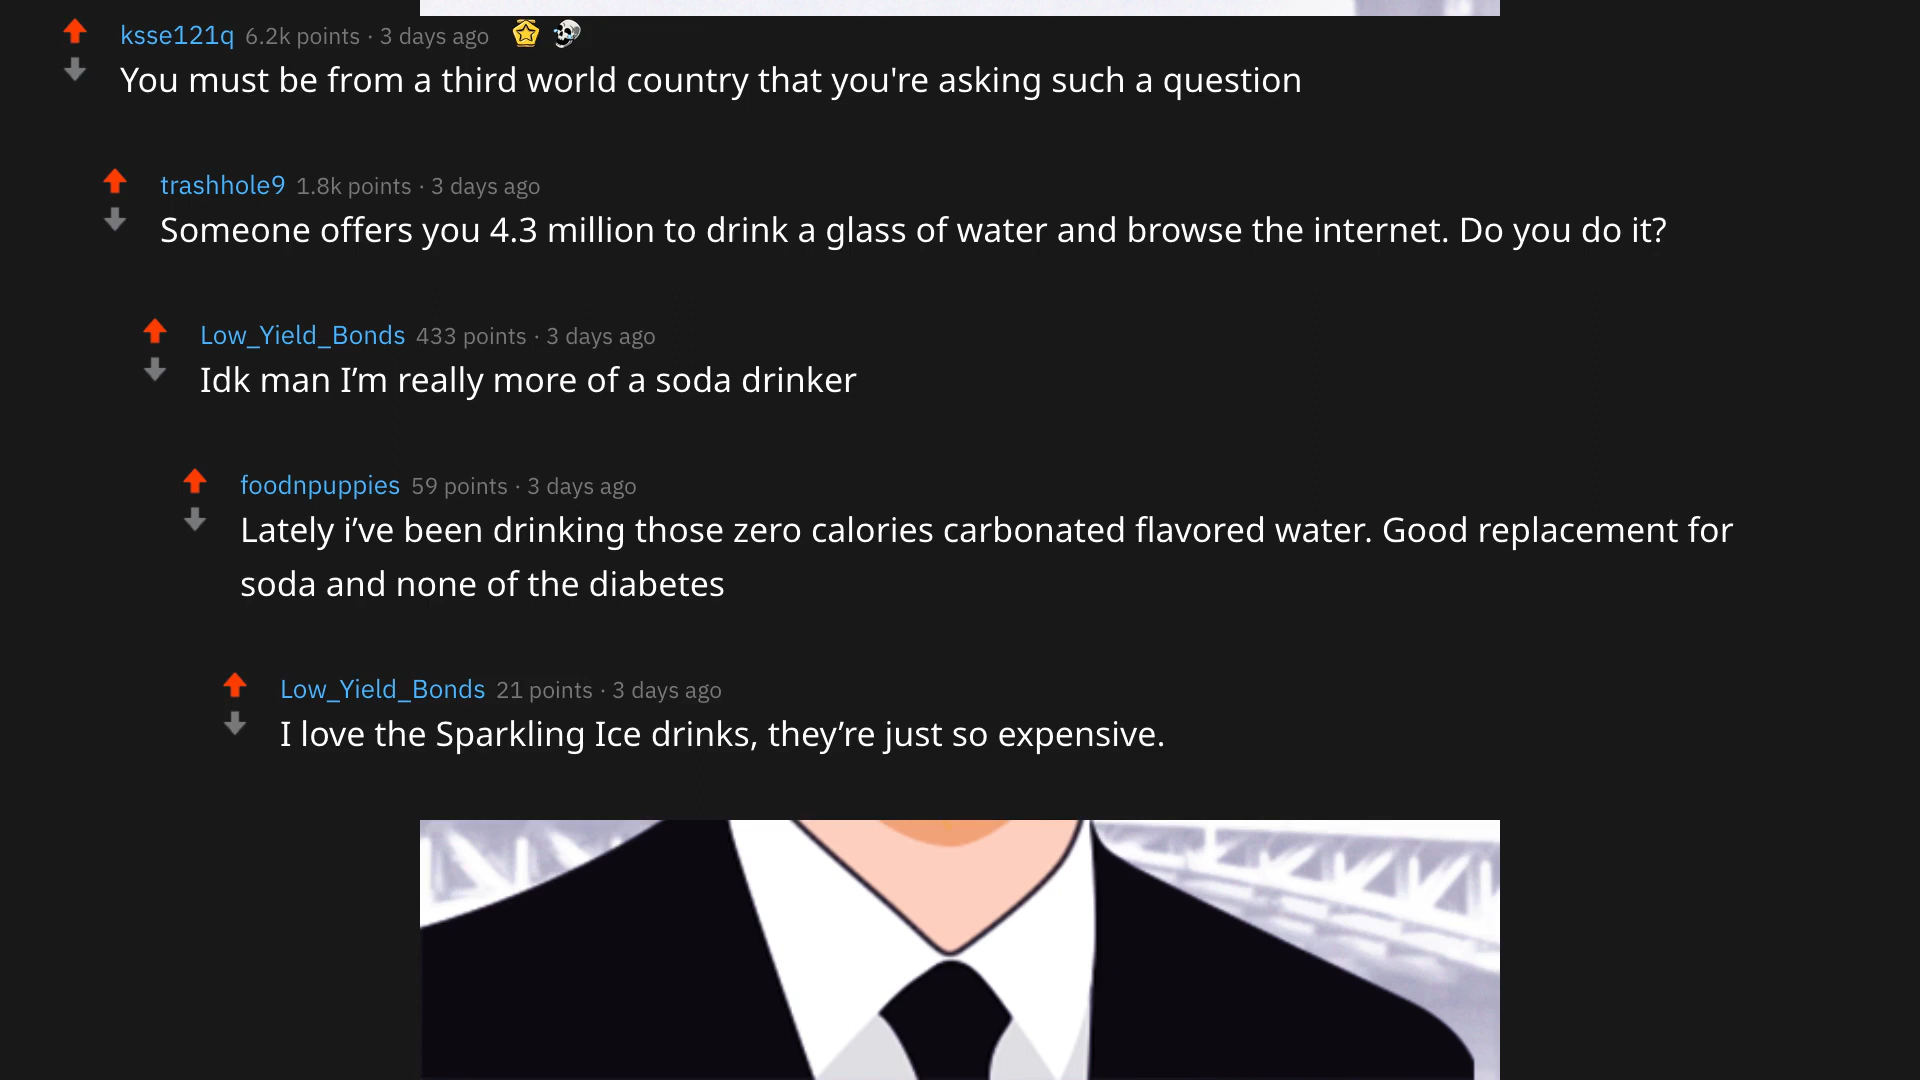 ksse121q 6.2k points · 3 days ago
You must be from a third world country that you're asking such a question
trashhole9 1.8k points · 3 days ago
Someone offers you 4.3 million to drink a glass of water and browse the internet. Do you do it?
Low_Yield_Bonds 433 points · 3 days ago
Idk man I’m really more of a soda drinker
foodnpuppies 59 points · 3 days ago
Lately i’ve been drinking those zero calories carbonated flavored water. Good replacement for
soda and none of the diabetes
Low_Yield_Bonds 21 points · 3 days ago
I love the Sparkling Ice drinks, they’re just so expensive.